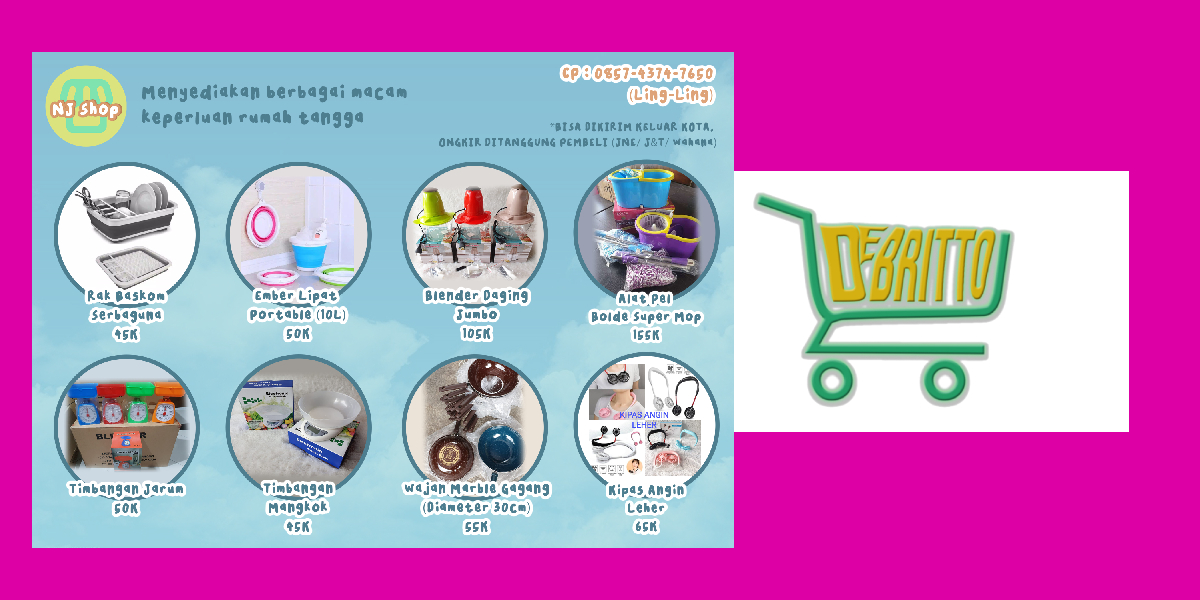 NJ Shop
Menyediakan berbagai macam
keperluan rumah tangga
CP : 0857-4374-7650
(Ling-Ling)
*BISA DIKIRIM KELUAR KOTA,
ONGKIR DITANGGUNG PEMBELI (JNE/ J&T/ wahana)
Rak Baskom
Serbaguna
45K
Ember Lipat
Portable (10L)
50K
Blender Daging
Jumbo
105K
Alat Pel
Bolde Super Mop
155K
Timbangan Jarum
50K
Timbangan
Mangkok
45K
Wajan Marble Gagang
(Diameter 30Cm)
55K
KIPAS ANGIN
LEHER
Kipas Angin
Leher
65K
DEBRITTO